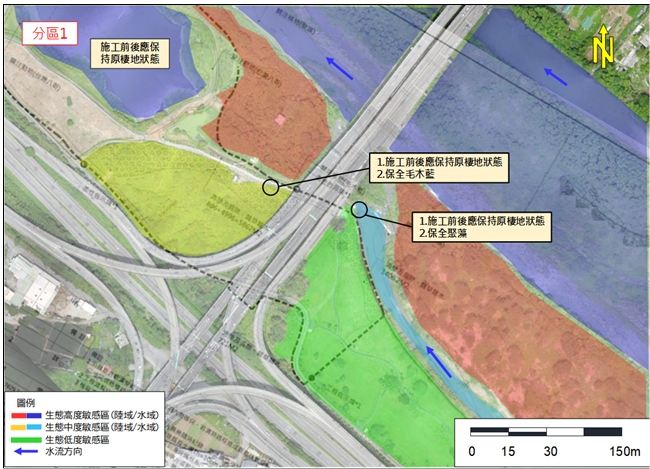 分區1
施工前後應保
持原棲地狀態
1.施工前後應保持原棲地狀態
2.保全毛木藍
1.施工前後應保持原棲地狀態
2.保全聚藻
圖例
生態高度敏感區(陸域/水域)
生態中度敏感區(陸域/水域)
生態低度敏感區
水流方向
0 15 30 150m
N